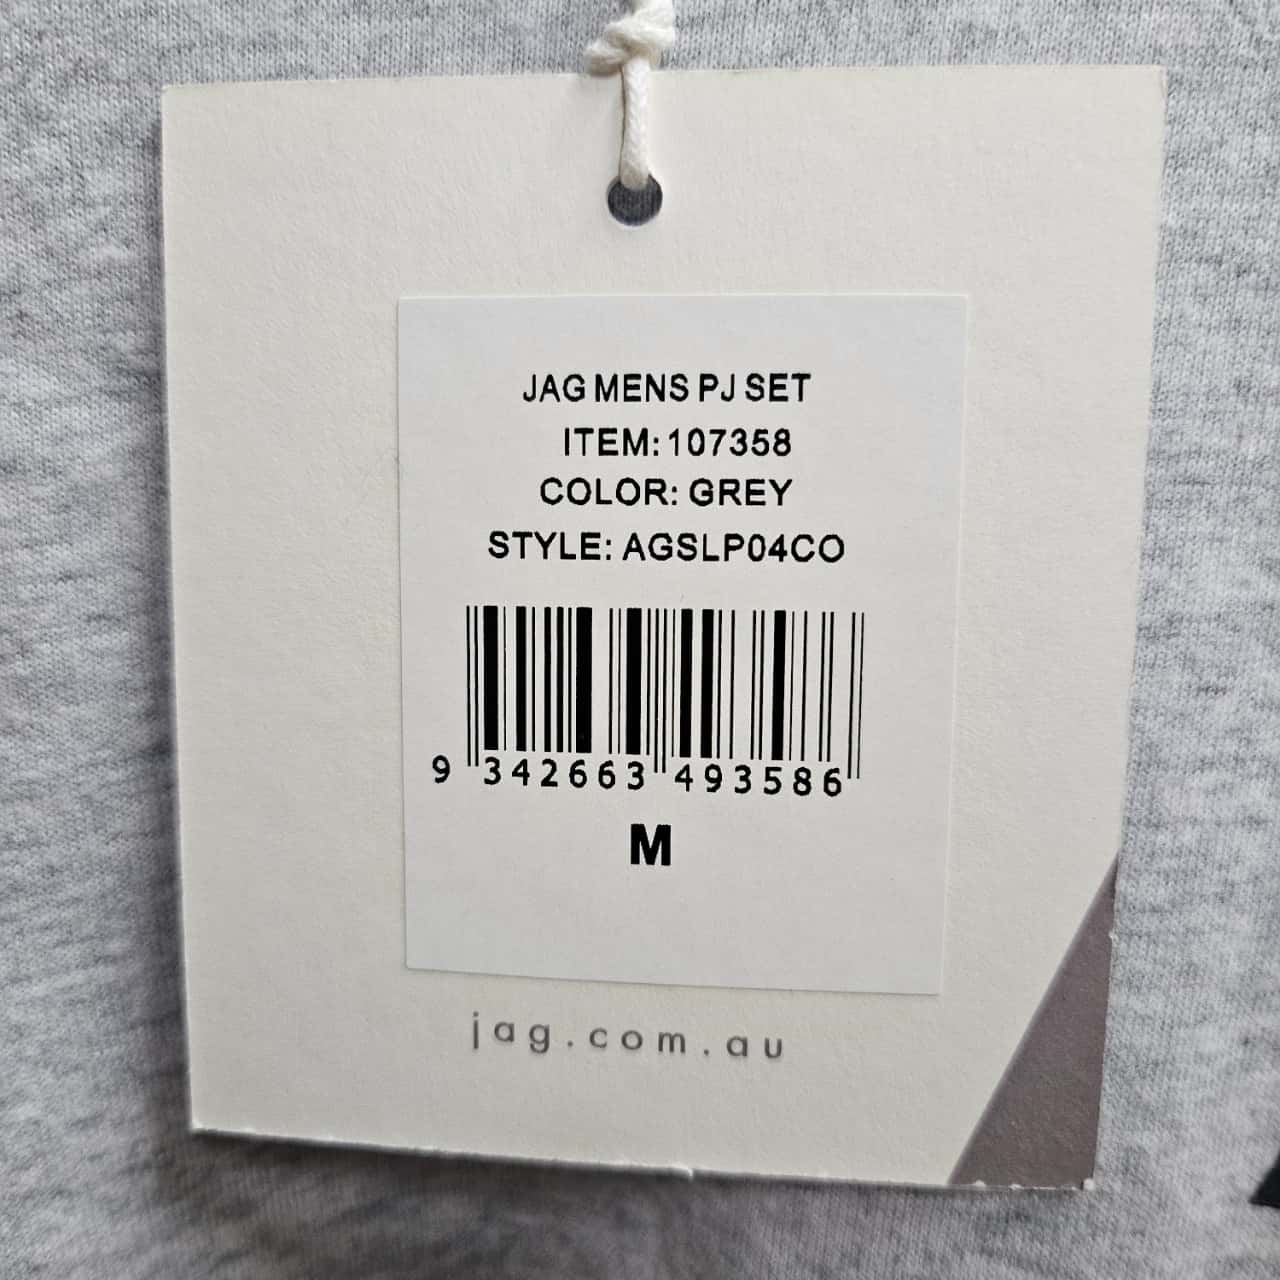 JAG MENS PJ SET
ITEM: 107358
COLOR: GREY
STYLE: AGSLP04CO
9 342663 493586
M
jag.com.au